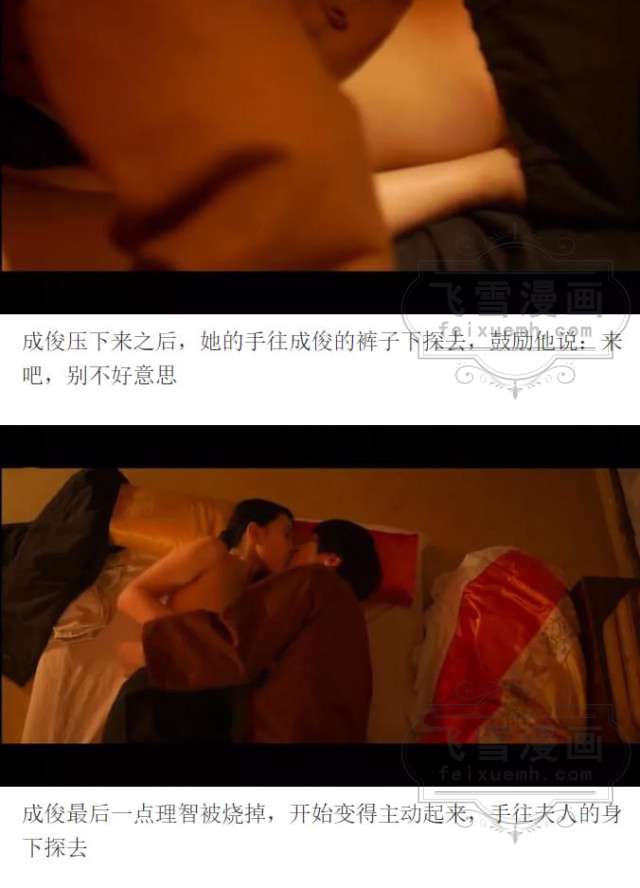 飞雪漫画
feixuemh.com
成俊压下来之后，她的手往成俊的裤子下探去，鼓励他说：来
吧，别不好意思
飞雪漫画
feixuemh.com
成俊最后一点理智被烧掉，开始变得主动起来，手往夫人的身
下探去